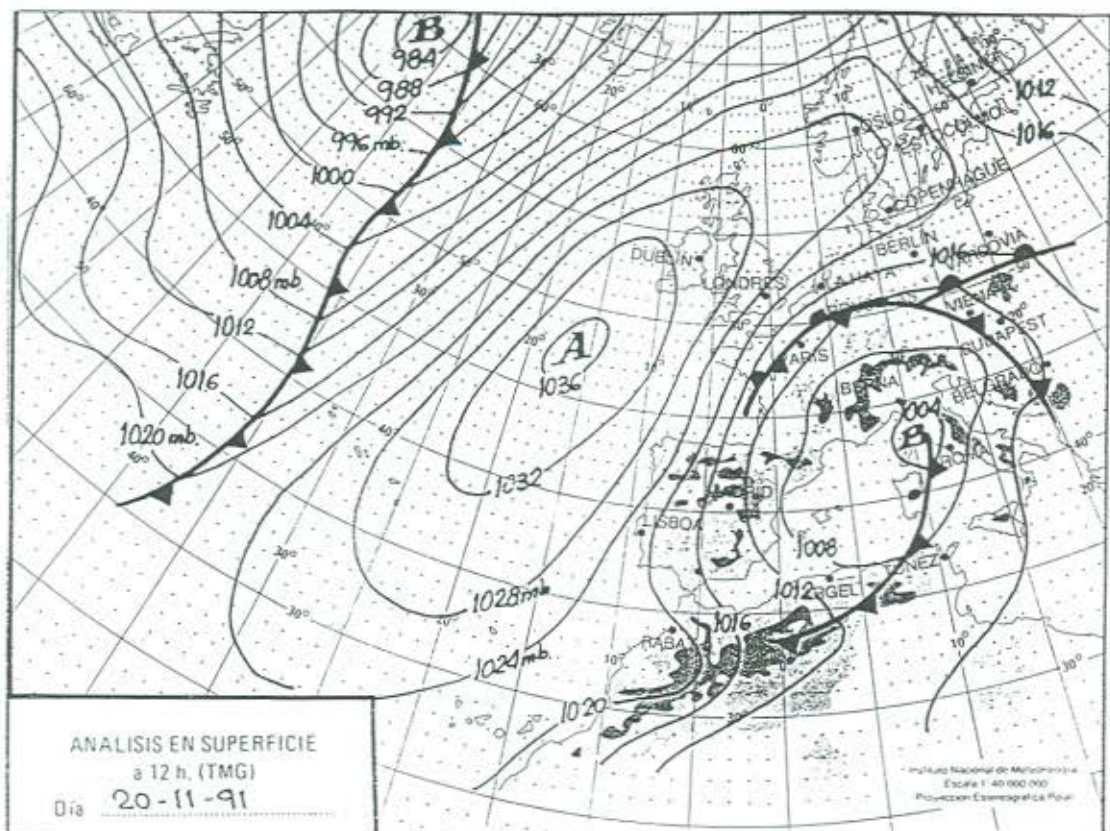 B
984
988
992
996 mb.
1000
1004
1008 mb
1012
1016
1020 mb.
1012
1016
OSLO
COPENHAGUE
BERLIN
1016
DUBLIN
LONDRES
LA HAYA
VIENA
BUDAPEST
PARIS
BERNA
BELGRADO
A
1036
1004
B
ROMA
1032
MADRID
LISBOA
1008
TUNEZ
1012
ARGEL
1028 mb.
1016
RABAT
1024 mb.
1020
ANALISIS EN SUPERFICIE
a 12 h. (TMG)
Día 20-11-91
Instituto Nacional de Meteorología
Escala 1: 40 000 000
Proyección Estereográfica Polar